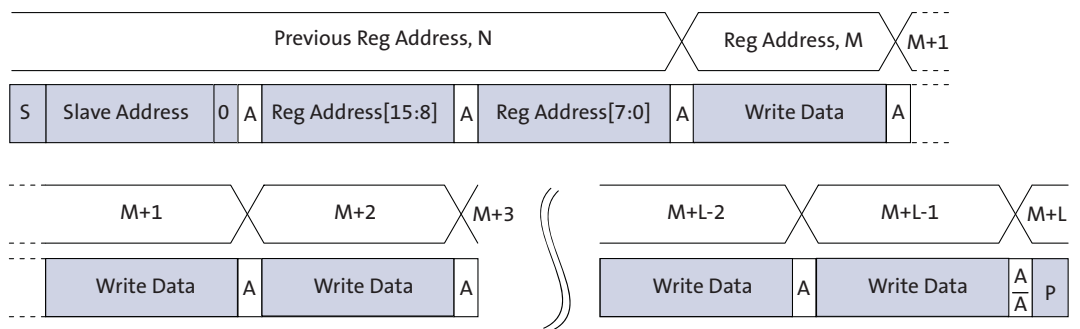 Previous Reg Address, N Reg Address, M M+1
S Slave Address 0 A Reg Address[15:8] A Reg Address[7:0] A Write Data A
M+1 M+2 M+3 M+L-2 M+L-1 M+L
Write Data A Write Data A Write Data A Write Data A P
A